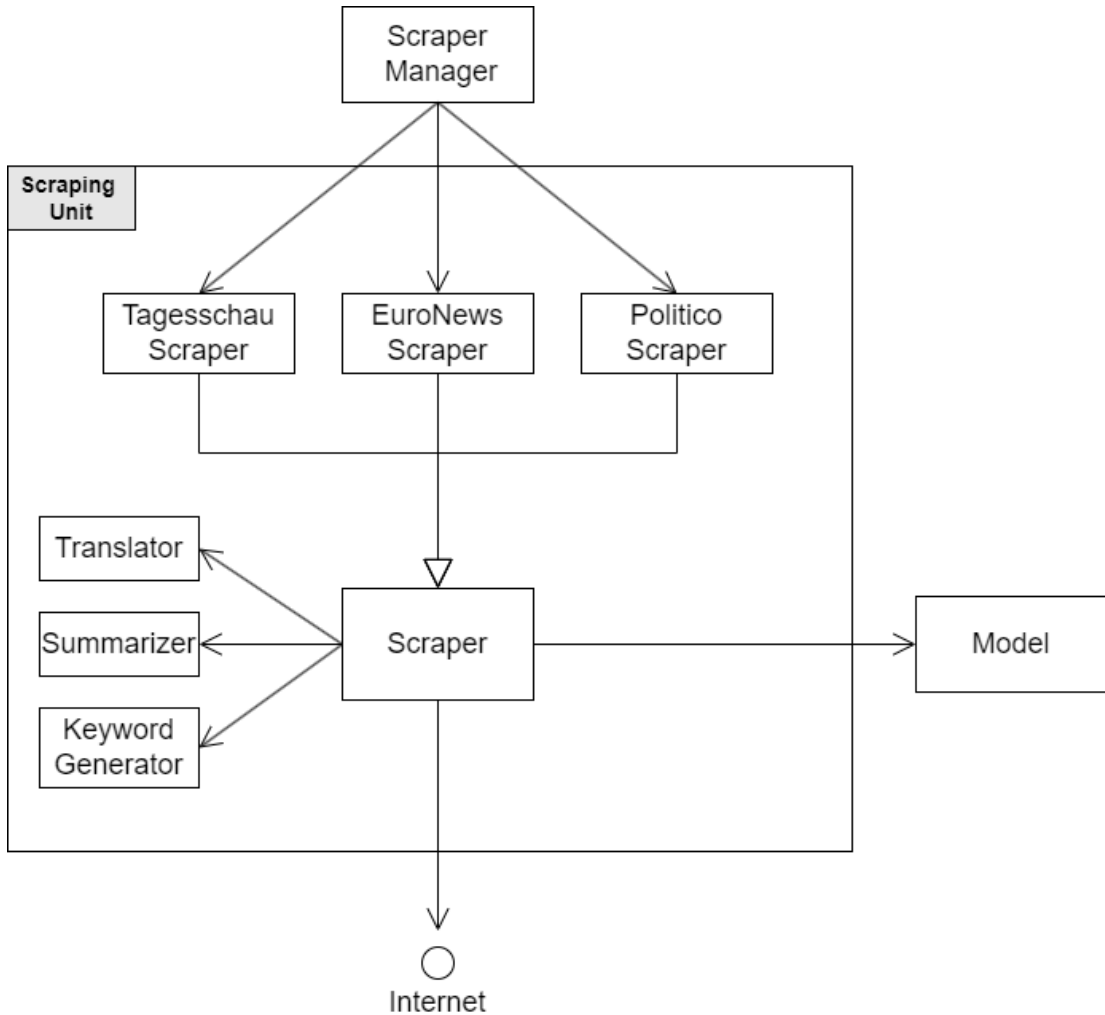 Scraper
Manager
Scraping
Unit
Tagesschau
Scraper
EuroNews
Scraper
Politico
Scraper
Translator
Summarizer
Scraper
Model
Keyword
Generator
Internet